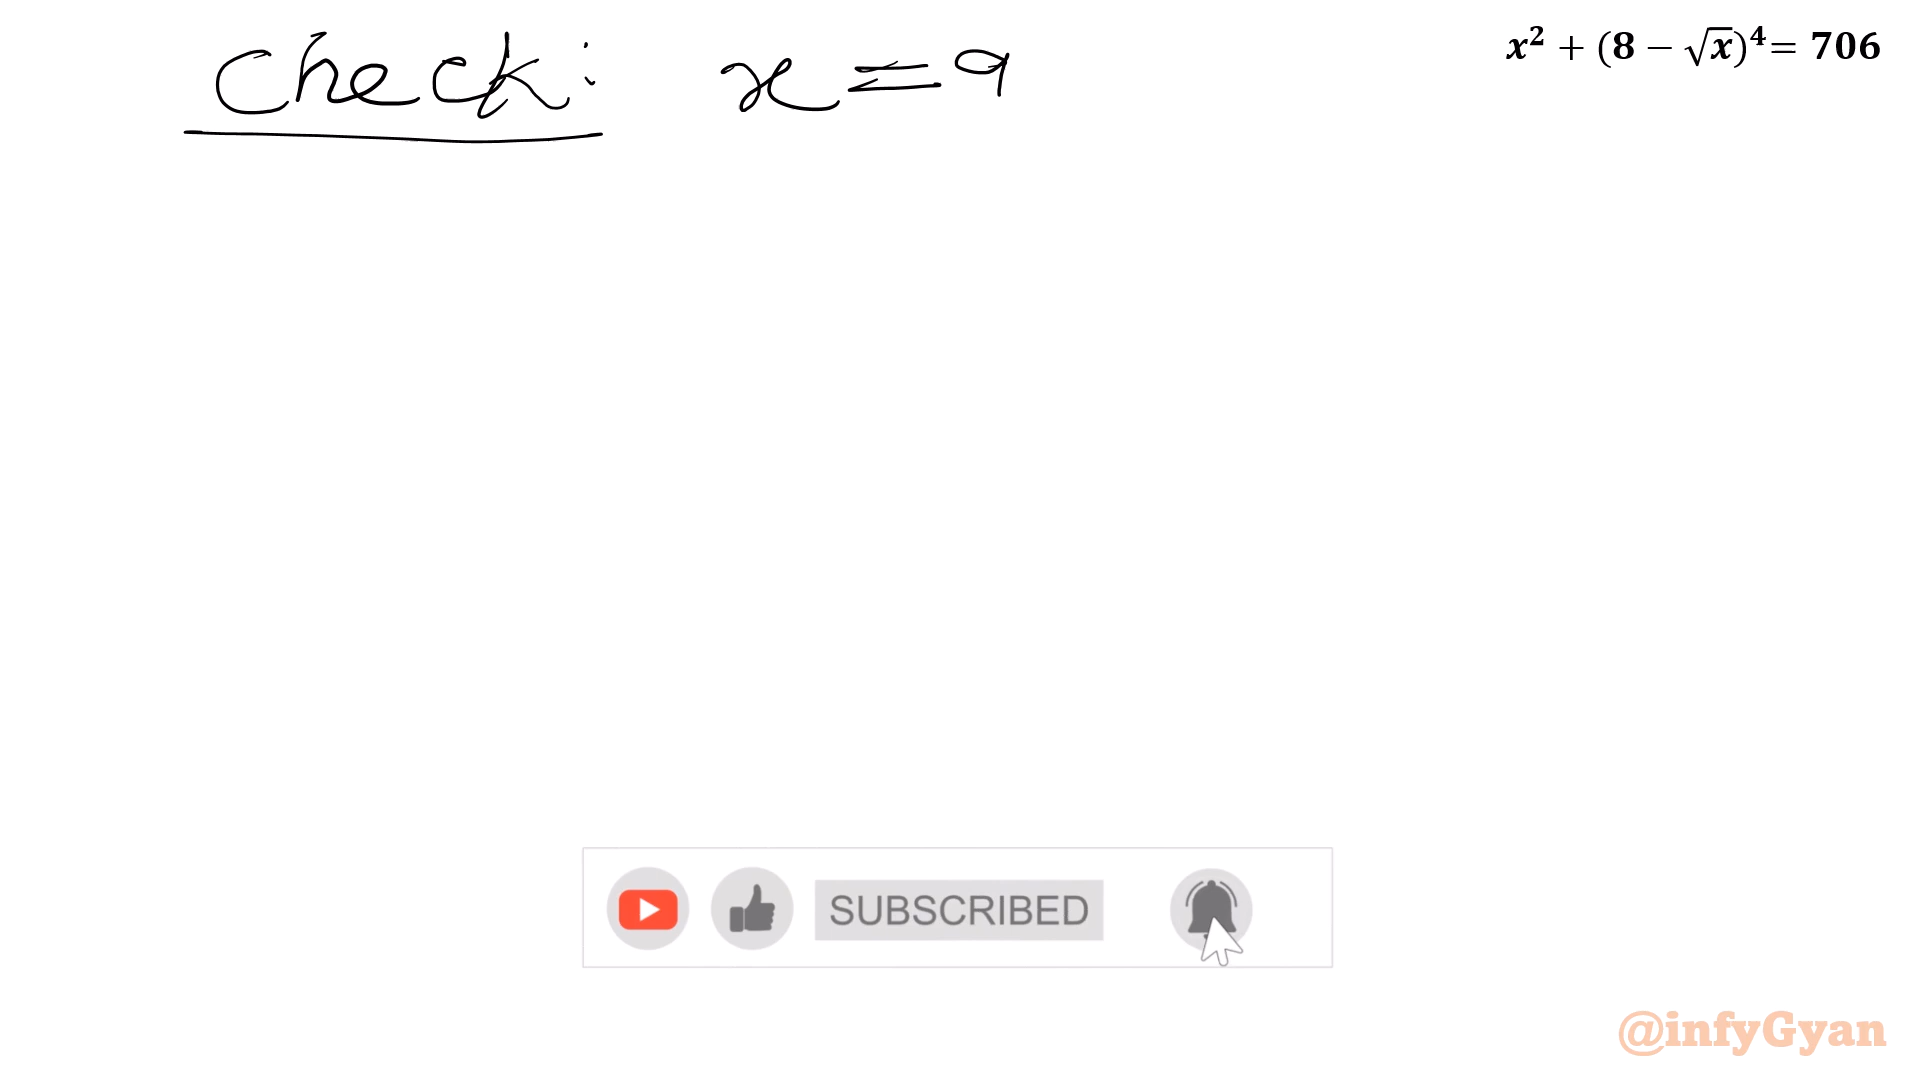 Check: x = 9
x² + (8 − √x)⁴ = 706
SUBSCRIBED
@infyGyan